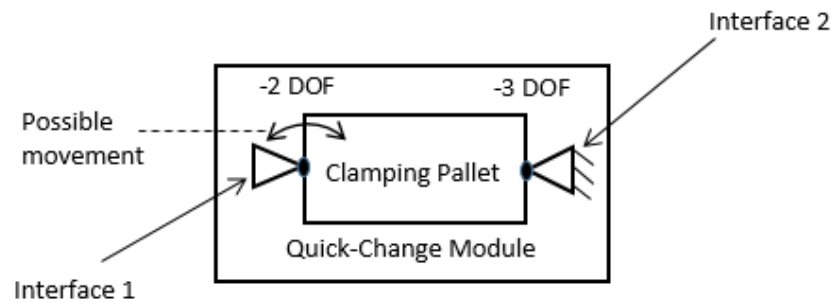 Interface 2
-2 DOF
-3 DOF
Possible
movement
Clamping Pallet
Quick-Change Module
Interface 1